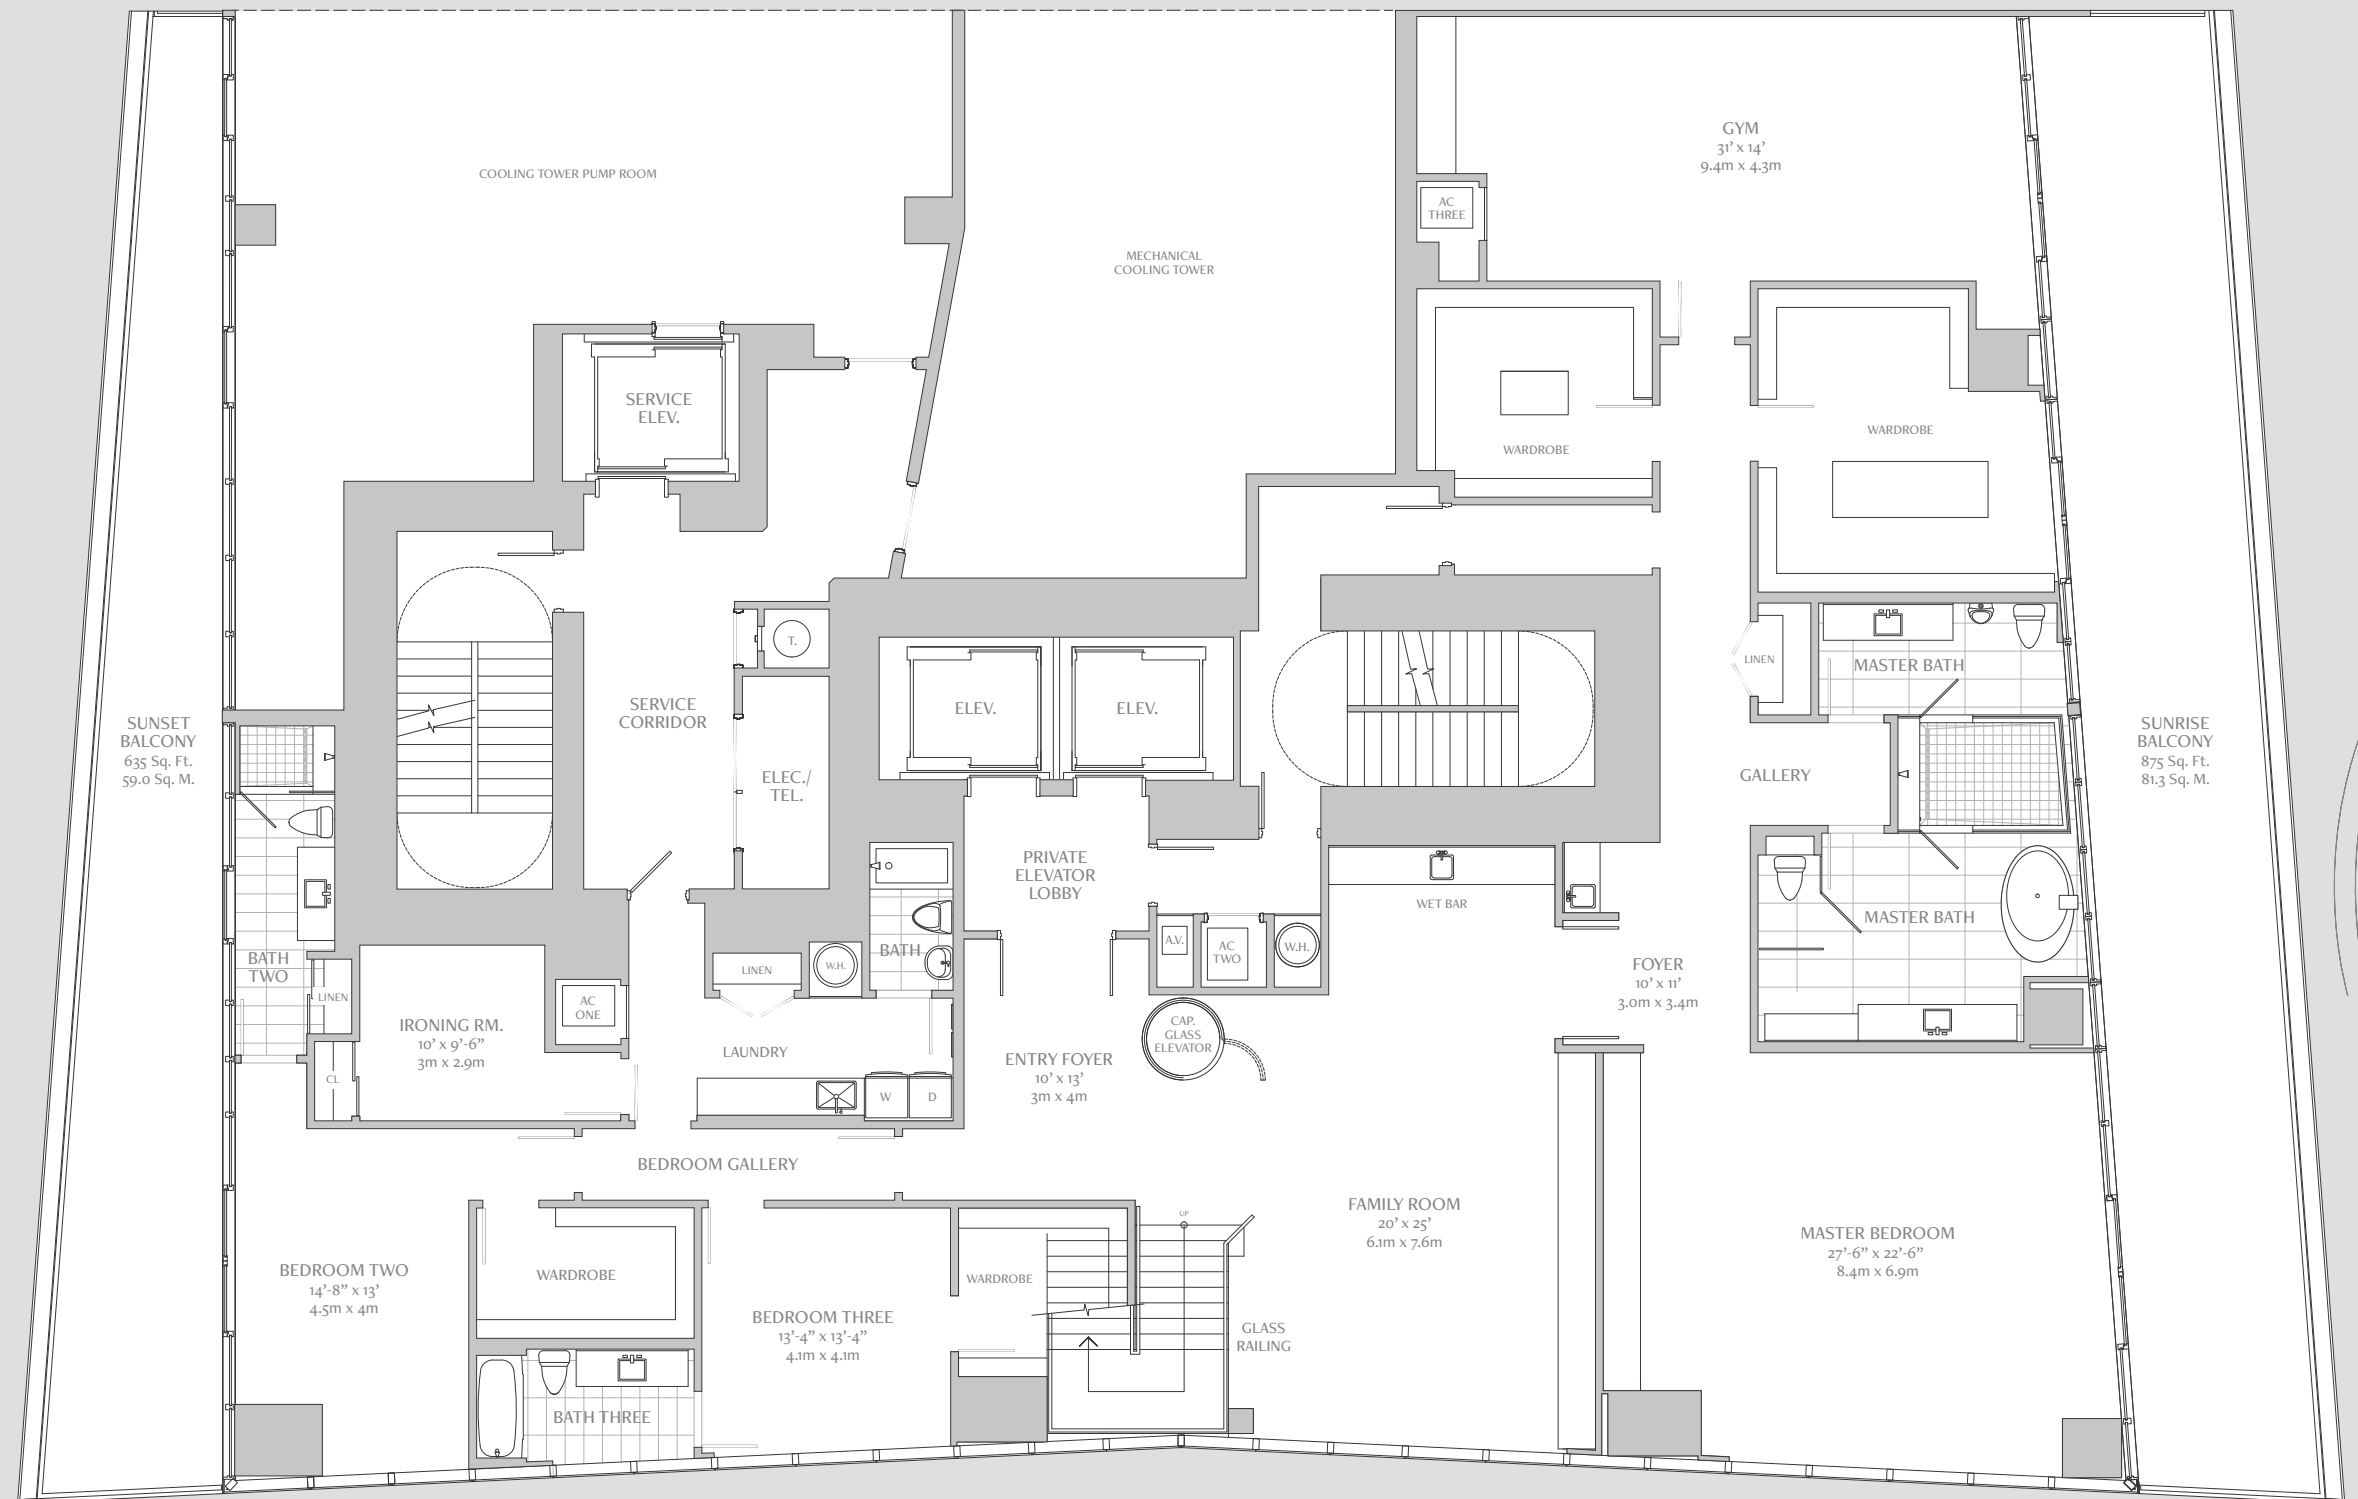 COOLING TOWER PUMP ROOM
MECHANICAL
COOLING TOWER
GYM
31’ x 14’
9.4m x 4.3m
AC
THREE
SERVICE
ELEV.
WARDROBE
WARDROBE
T.
SERVICE
CORRIDOR
ELEC./
TEL.
ELEV.
ELEV.
LINEN
MASTER BATH
SUNSET
BALCONY
635 Sq. Ft.
59.0 Sq. M.
GALLERY
SUNRISE
BALCONY
875 Sq. Ft.
81.3 Sq. M.
PRIVATE
ELEVATOR
LOBBY
WET BAR
MASTER BATH
BATH
TWO
LINEN
LINEN
W.H.
BATH
A.V.
AC
TWO
W.H.
FOYER
10’ x 11’
3.0m x 3.4m
IRONING RM.
10’ x 9’-6”
3m x 2.9m
AC
ONE
CL
LAUNDRY
W
D
ENTRY FOYER
10’ x 13’
3m x 4m
CAP.
GLASS
ELEVATOR
BEDROOM GALLERY
FAMILY ROOM
20’ x 25’
6.1m x 7.6m
MASTER BEDROOM
27’-6” x 22’-6”
8.4m x 6.9m
BEDROOM TWO
14’-8” x 13’
4.5m x 4m
WARDROBE
BEDROOM THREE
13’-4” x 13’-4”
4.1m x 4.1m
WARDROBE
UP
GLASS
RAILING
BATH THREE